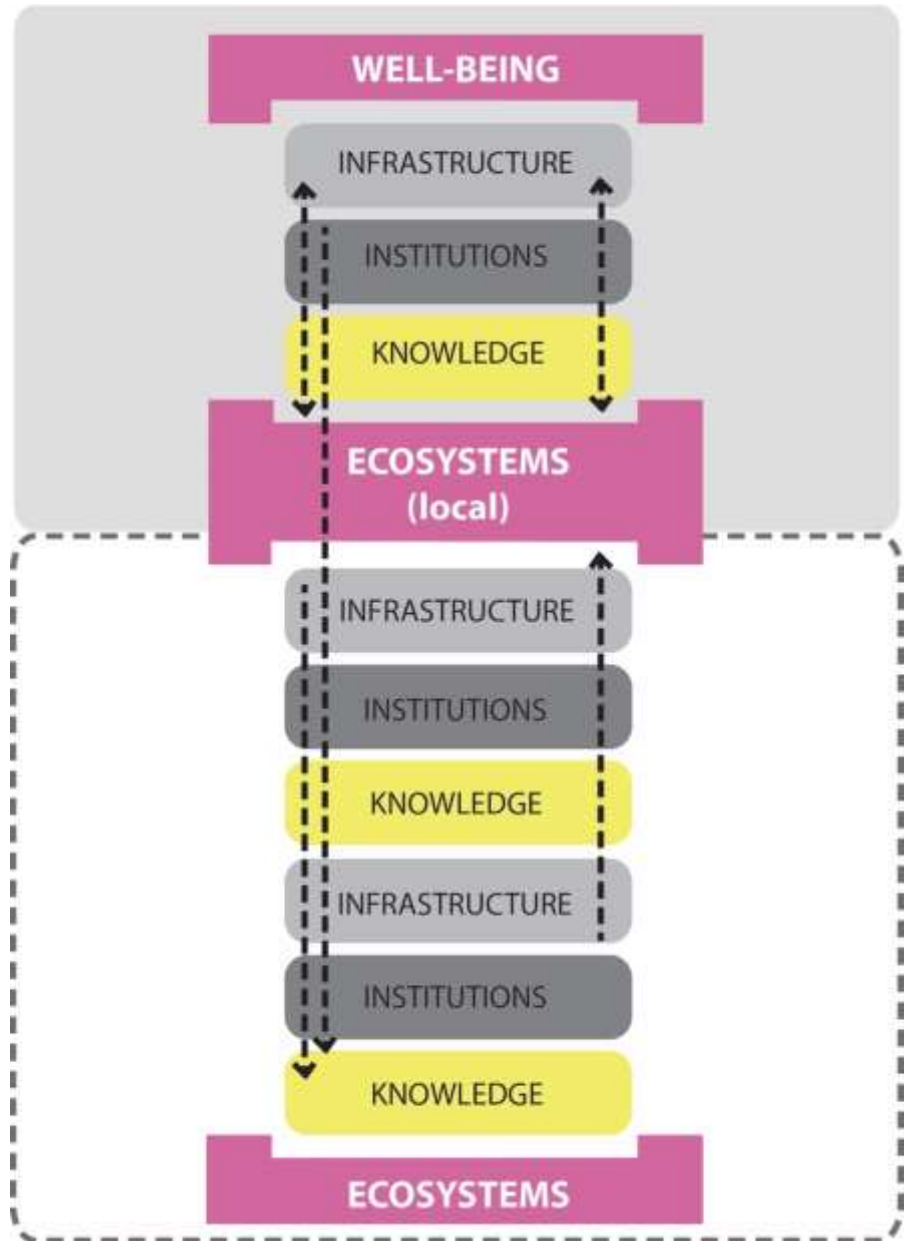 WELL-BEING
INFRASTRUCTURE
INSTITUTIONS
KNOWLEDGE
ECOSYSTEMS
(local)
INFRASTRUCTURE
INSTITUTIONS
KNOWLEDGE
INFRASTRUCTURE
INSTITUTIONS
KNOWLEDGE
ECOSYSTEMS